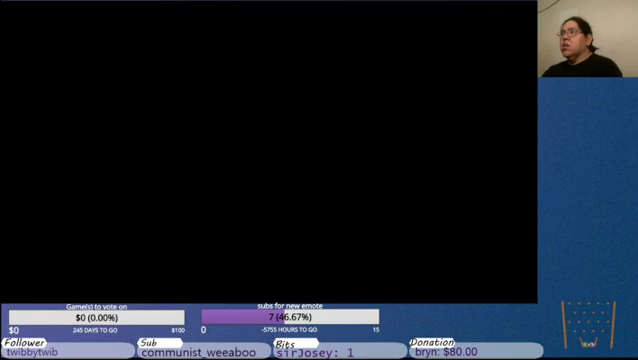 Game(s) to vote on
$0 (0.00%)
$0 245 DAYS TO GO $100
subs for new emote
7 (46.67%)
0 -5755 HOURS TO GO 15
Follower
twibbytwib
Sub
communist_weeaboo
Bits
sirJosey: 1
Donation
bryn: $80.00